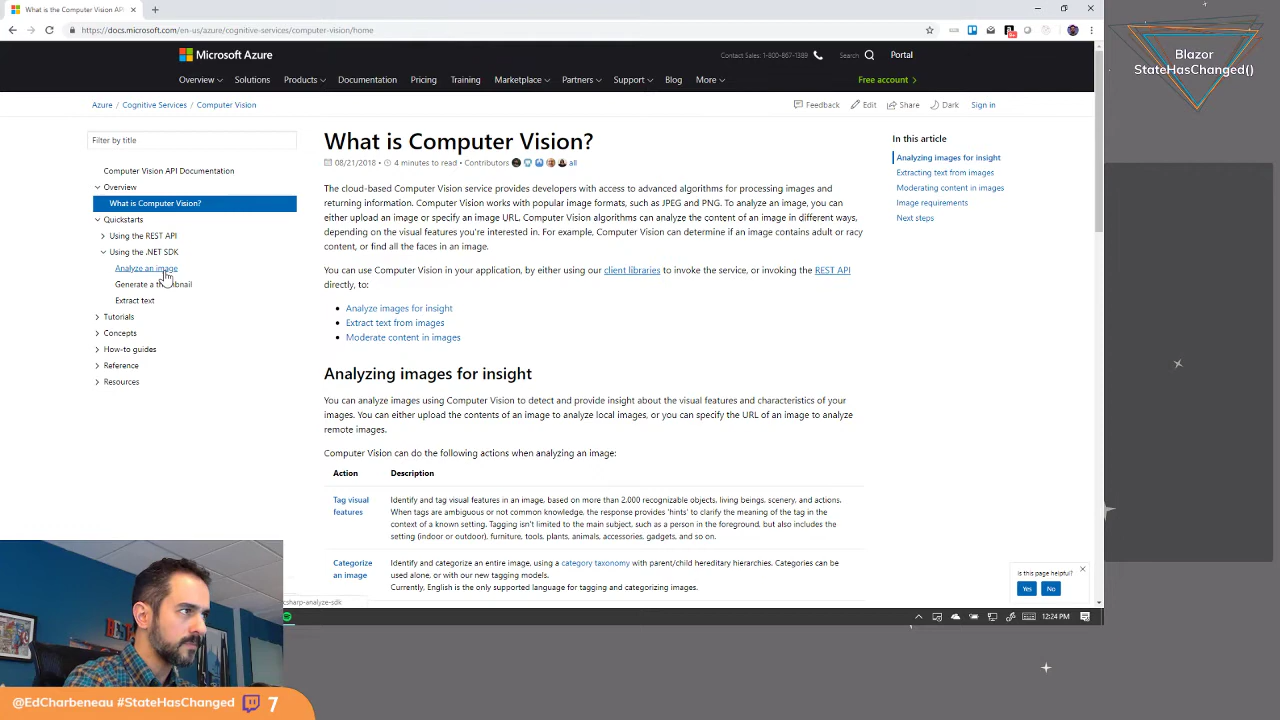 What is the Computer Vision API
https://docs.microsoft.com/en-us/azure/cognitive-services/computer-vision/home
Microsoft Azure
Contact Sales: 1-800-867-1389
Search
Portal
Overview Solutions Products Documentation Pricing Training Marketplace Partners Support Blog More
Free account
Azure Cognitive Services Computer Vision
Feedback Edit Share Dark Sign in
Filter by title
Computer Vision API Documentation
Overview
What is Computer Vision?
Quickstarts
Using the REST API
Using the .NET SDK
Analyze an image
Generate a
Extract text
Tutorials
Concepts
How-to guides
Reference
Resources
What is Computer Vision?
08/21/2018 • 4 minutes to read • Contributors all
The cloud-based Computer Vision service provides developers with access to advanced algorithms for processing images and
returning information. Computer Vision works with popular image formats, such as JPEG and PNG. To analyze an image, you can
either upload an image or specify an image URL. Computer Vision algorithms can analyze the content of an image in different ways,
depending on the visual features you're interested in. For example, Computer Vision can determine if an image contains adult or racy
content, or find all the faces in an image.
You can use Computer Vision in your application, by either using our client libraries to invoke the service, or invoking the REST API
directly, to:
• Analyze images for insight
• Extract text from images
• Moderate content in images
Analyzing images for insight
You can analyze images using Computer Vision to detect and provide insight about the visual features and characteristics of your
images. You can either upload the contents of an image to analyze local images, or you can specify the URL of an image to analyze
remote images.
Computer Vision can do the following actions when analyzing an image:
Action Description
Tag visual
features
Identify and tag visual features in an image, based on more than 2,000 recognizable objects, living beings, scenery, and actions.
When tags are ambiguous or not common knowledge, the response provides 'hints' to clarify the meaning of the tag in the
context of a known setting. Tagging isn't limited to the main subject, such as a person in the foreground, but also includes the
setting (indoor or outdoor), furniture, tools, plants, animals, accessories, gadgets, and so on.
Categorize
an image
Identify and categorize an entire image, using a category taxonomy with parent/child hereditary hierarchies. Categories can be
used alone, or with our new tagging models.
Currently, English is the only supported language for tagging and categorizing images.
In this article
Analyzing images for insight
Extracting text from images
Moderating content in images
Image requirements
Next steps
Is this page helpful?
Yes No
csharp-analyze-sdk
12:24 PM
Blazor
StateHasChanged()
@EdCharbeneau #StateHasChanged 7